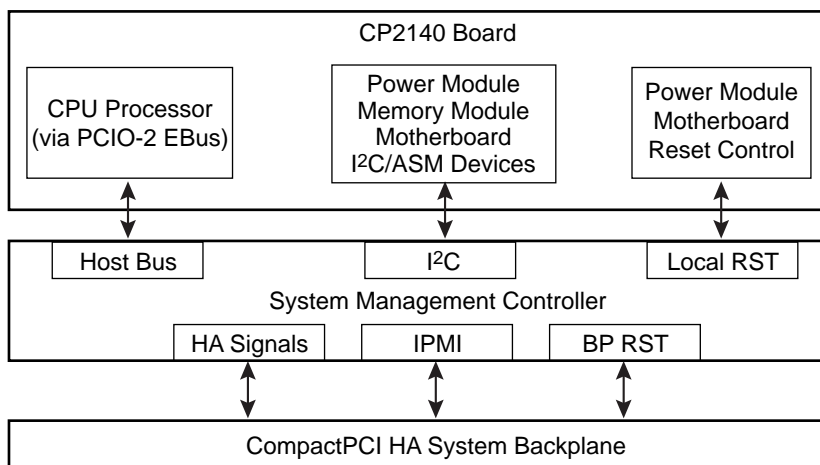 CP2140 Board
CPU Processor
(via PCIO-2 EBus)
Power Module
Memory Module
Motherboard
I²C/ASM Devices
Power Module
Motherboard
Reset Control
Host Bus
I²C
Local RST
System Management Controller
HA Signals
IPMI
BP RST
CompactPCI HA System Backplane